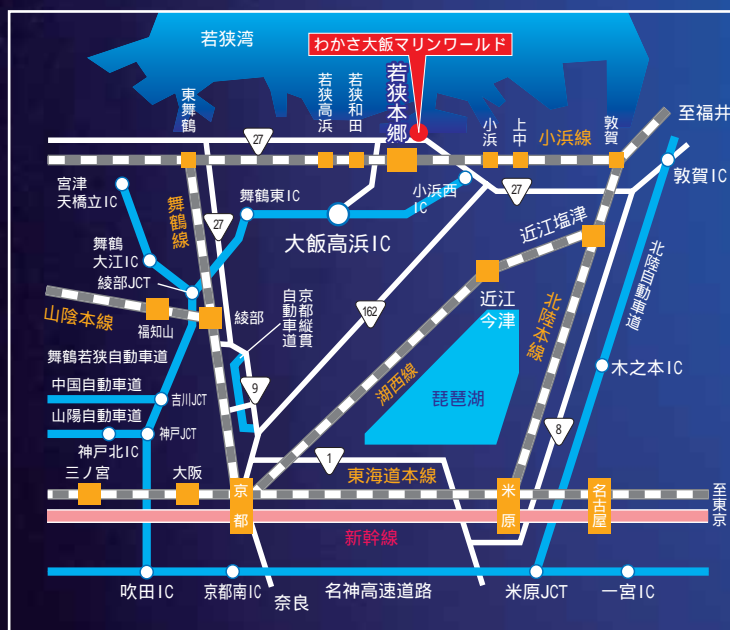 若狭湾
わかさ大飯マリンワールド
東舞鶴
若狭高浜
若狭和田
若狭本郷
小浜
上中
小浜線
敦賀
至福井
27
宮津
天橋立IC
舞鶴線
27
舞鶴東IC
大飯高浜IC
小浜西
IC
27
敦賀IC
舞鶴
大江IC
綾部JCT
近江塩津
北陸自動車道
山陰本線
福知山
綾部
京都縦貫
自動車道
162
近江
今津
北陸本線
舞鶴若狭自動車道
中国自動車道
吉川JCT
9
湖西線
琵琶湖
木之本IC
山陽自動車道
神戸北IC
神戸JCT
1
8
三ノ宮
大阪
京都
東海道本線
米原
名古屋
至東京
新幹線
吹田IC
京都南IC
奈良
名神高速道路
米原JCT
一宮IC